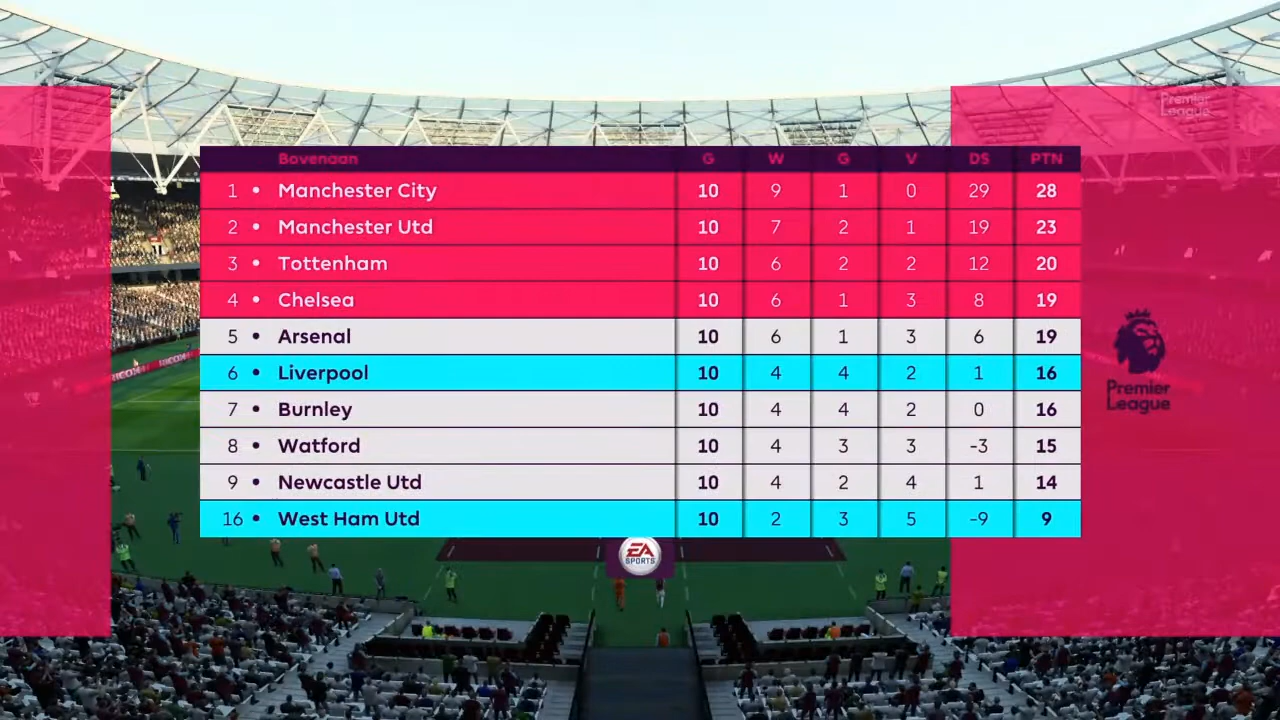 Premier
League
Bovenaan G W G V DS PTN
1 • Manchester City 10 9 1 0 29 28
2 • Manchester Utd 10 7 2 1 19 23
3 • Tottenham 10 6 2 2 12 20
4 • Chelsea 10 6 1 3 8 19
5 • Arsenal 10 6 1 3 6 19
6 • Liverpool 10 4 4 2 1 16
7 • Burnley 10 4 4 2 0 16
8 • Watford 10 4 3 3 -3 15
9 • Newcastle Utd 10 4 2 4 1 14
16 • West Ham Utd 10 2 3 5 -9 9
Premier
League
RICOH
EA
SPORTS